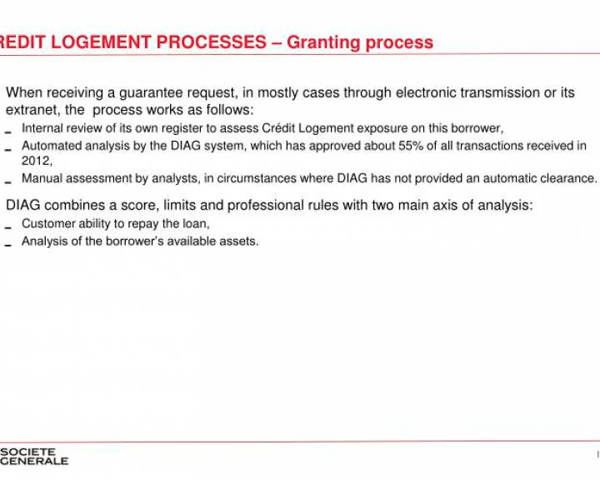 REDIT LOGEMENT PROCESSES – Granting process
When receiving a guarantee request, in mostly cases through electronic transmission or its
extranet, the process works as follows:
Internal review of its own register to assess Crédit Logement exposure on this borrower,
Automated analysis by the DIAG system, which has approved about 55% of all transactions received in
2012,
Manual assessment by analysts, in circumstances where DIAG has not provided an automatic clearance.
DIAG combines a score, limits and professional rules with two main axis of analysis:
Customer ability to repay the loan,
Analysis of the borrower's available assets.
SOCIETE
GENERALE